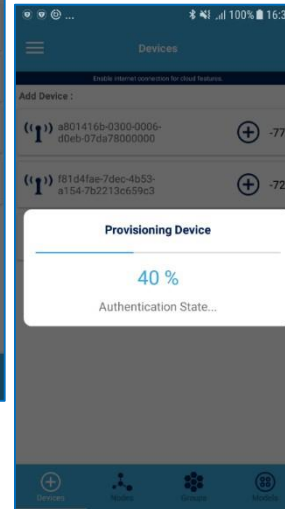 100% 16:3
Devices
Enable internet connection for cloud features.
Add Device :
a801416b-0300-0006-
d0eb-07da78000000
-77
f81d4fae-7dec-4b53-
a154-7b2213c659c3
-72
Provisioning Device
40 %
Authentication State...
Devices Nodes Groups Models